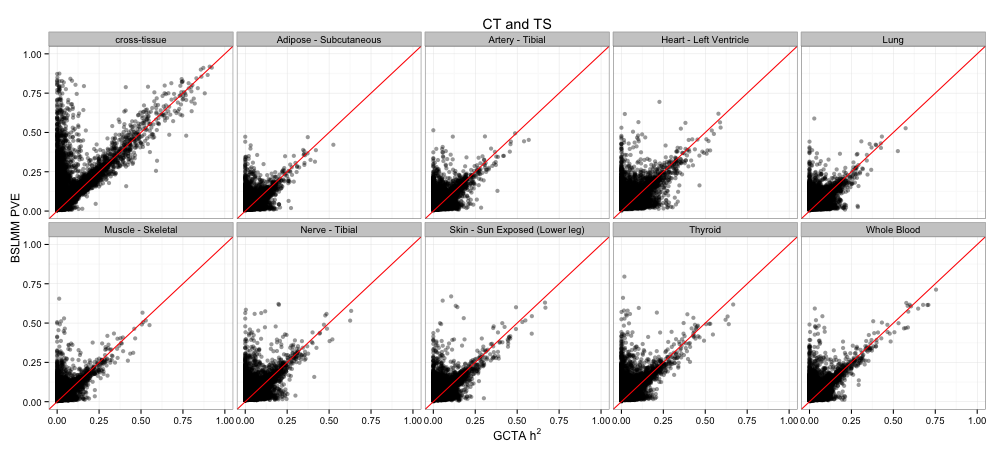 CT and TS
cross-tissue
Adipose - Subcutaneous
Artery - Tibial
Heart - Left Ventricle
Lung
1.00
0.75
0.50
0.25
0.00
Muscle - Skeletal
Nerve - Tibial
Skin - Sun Exposed (Lower leg)
Thyroid
Whole Blood
1.00
0.75
0.50
0.25
0.00
BSLMM PVE
0.00 0.25 0.50 0.75 1.00 0.00 0.25 0.50 0.75 1.00 0.00 0.25 0.50 0.75 1.00 0.00 0.25 0.50 0.75 1.00 0.00 0.25 0.50 0.75 1.00
GCTA h²